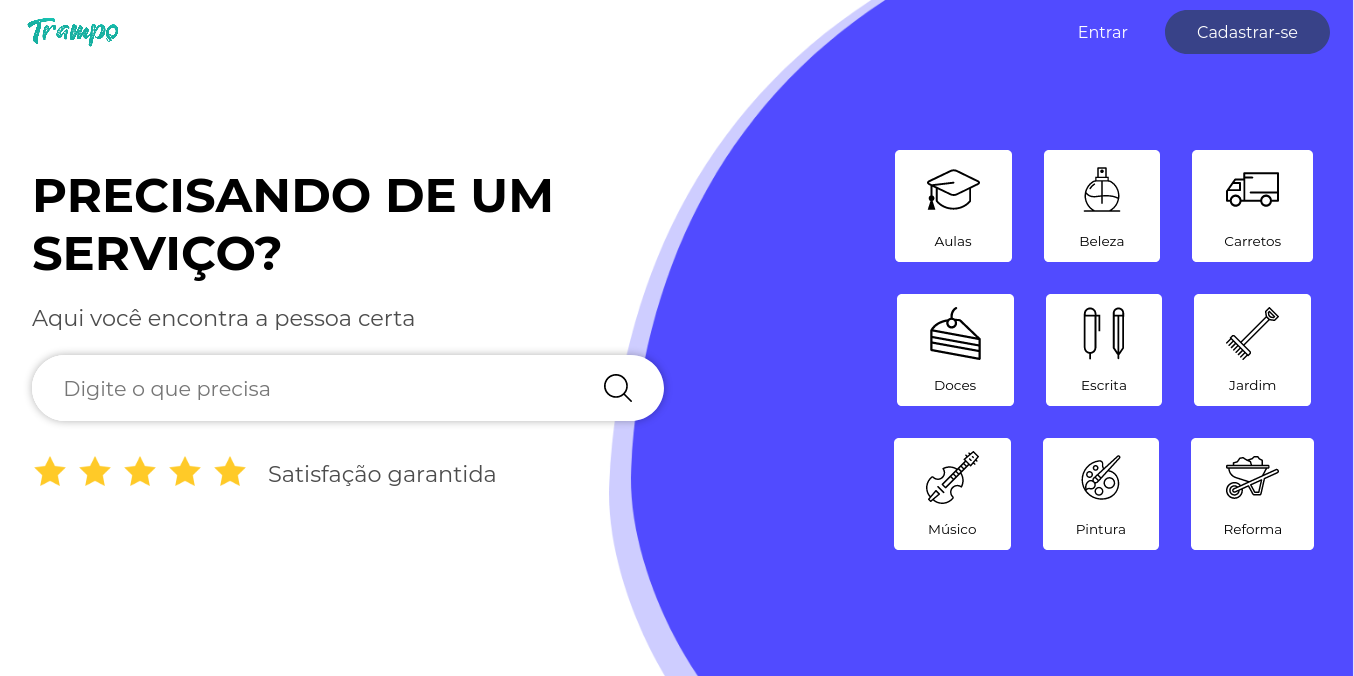 Trampo
Entrar
Cadastrar-se
PRECISANDO DE UM
SERVIÇO?
Aqui você encontra a pessoa certa
Digite o que precisa
Satisfação garantida
Aulas
Beleza
Carretos
Doces
Escrita
Jardim
Músico
Pintura
Reforma